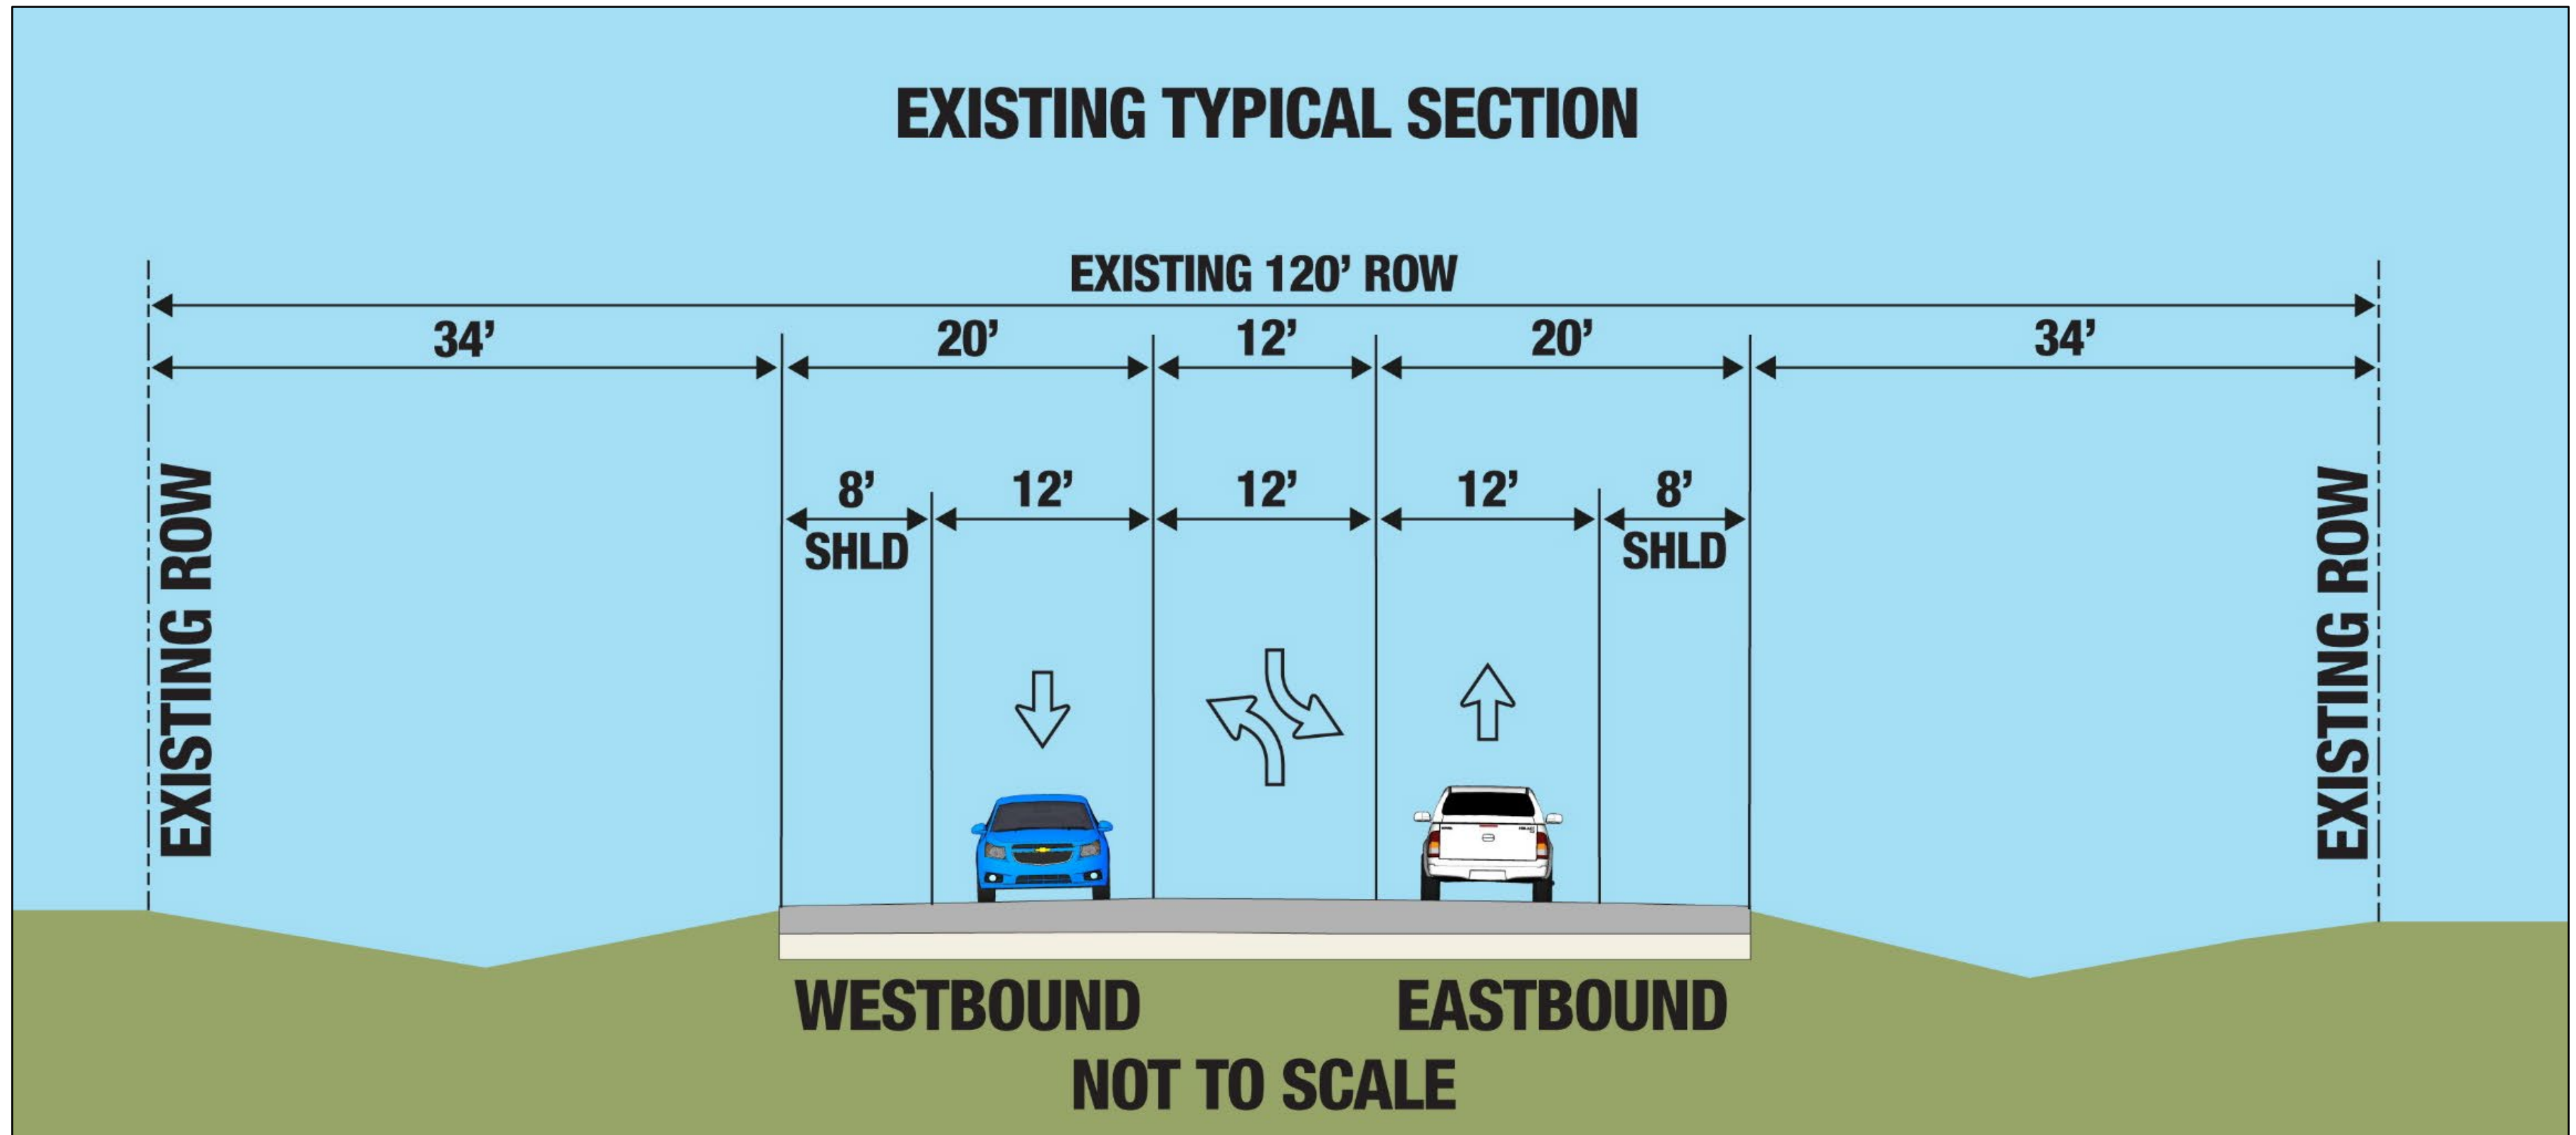 EXISTING TYPICAL SECTION
EXISTING 120’ ROW
34’
20’
12’
20’
34’
8’
12’
12’
12’
8’
SHLD
SHLD
EXISTING ROW
EXISTING ROW
WESTBOUND
EASTBOUND
NOT TO SCALE